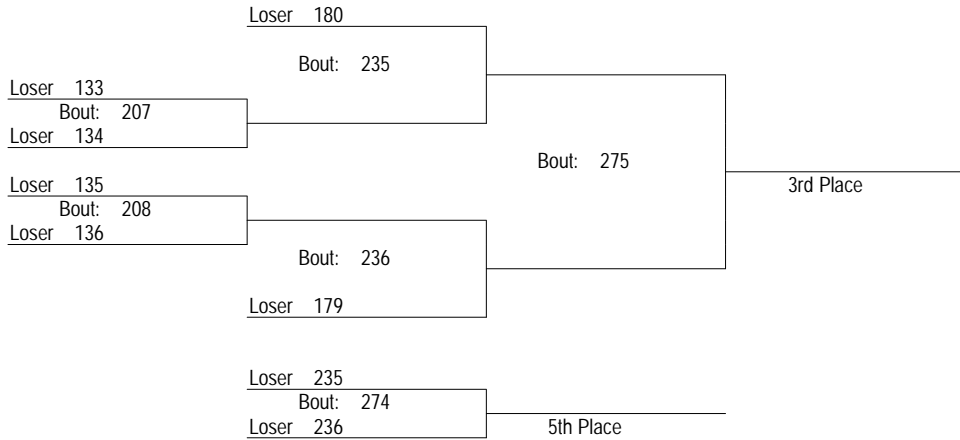 Loser 180
Bout: 235
Loser 133
Bout: 207
Loser 134
Bout: 275
Loser 135
3rd Place
Bout: 208
Loser 136
Bout: 236
Loser 179
Loser 235
Bout: 274
Loser 236
5th Place